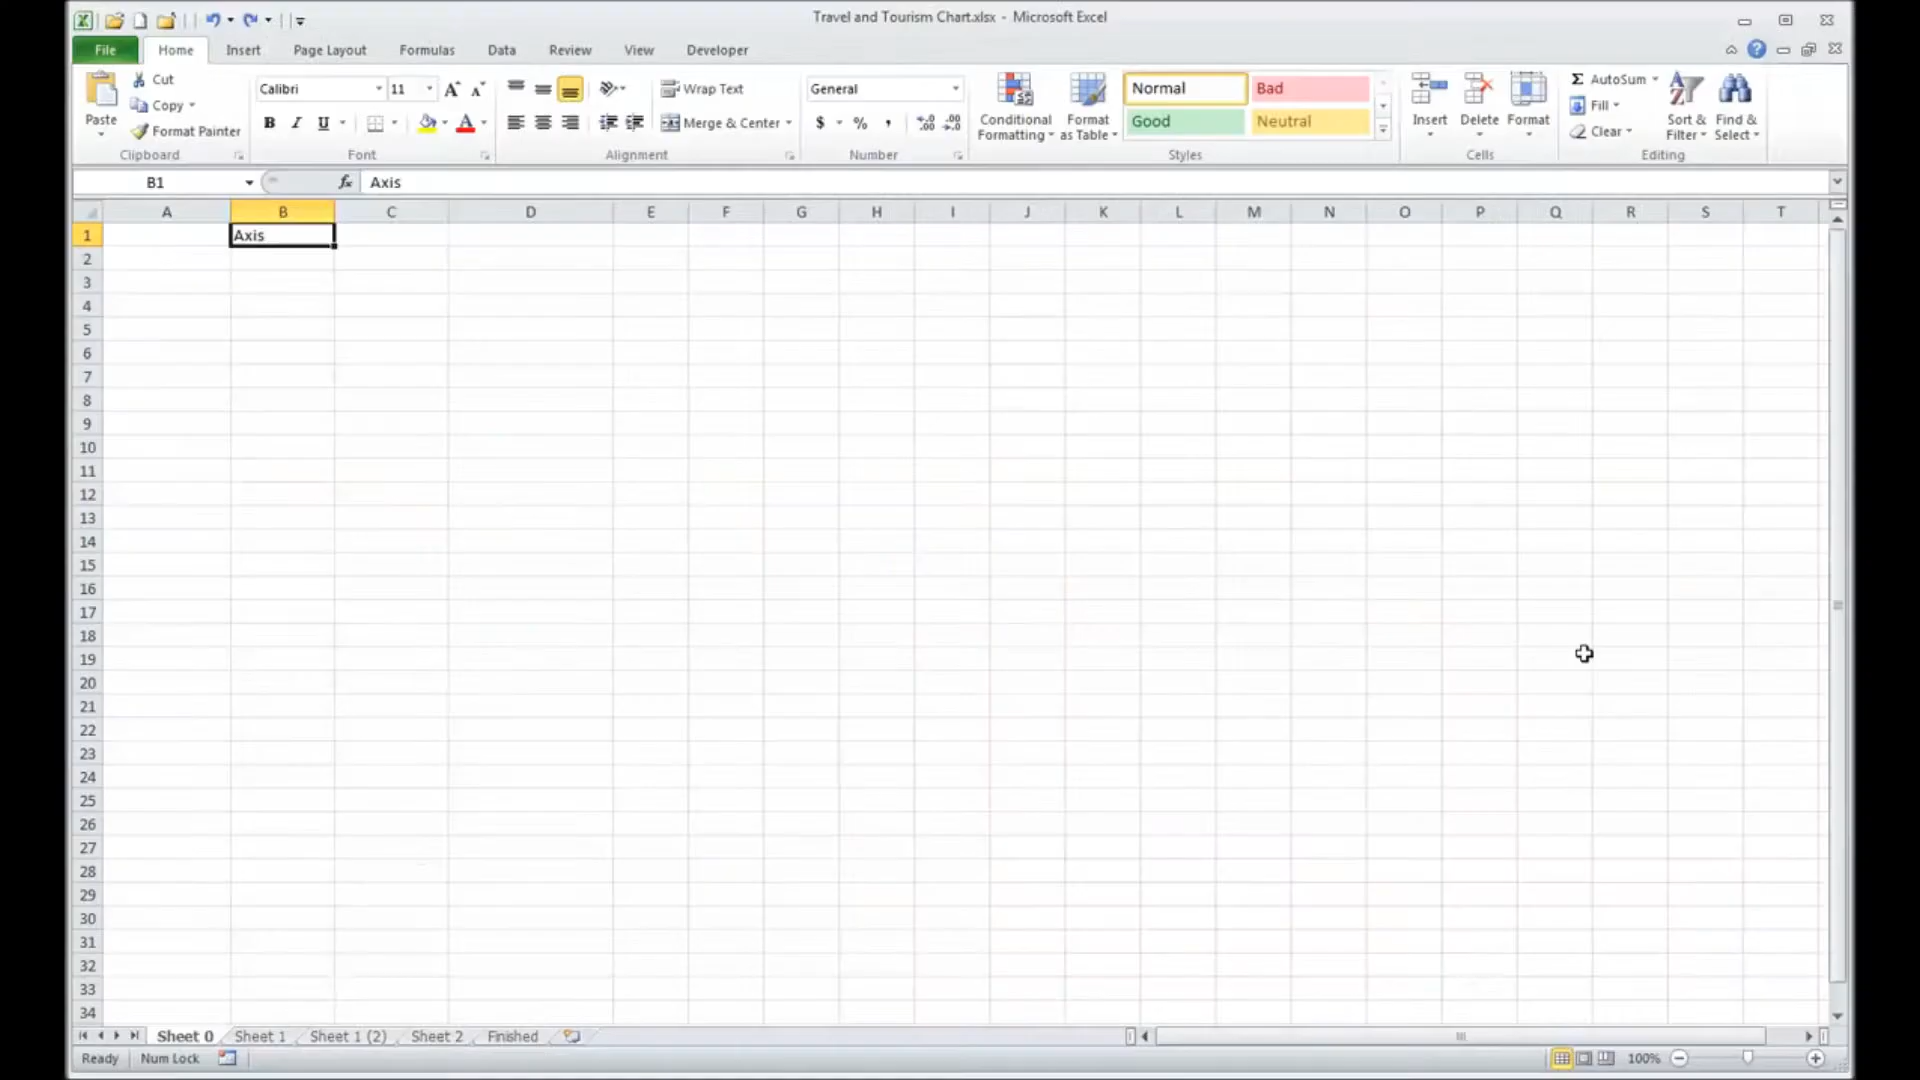 Travel and Tourism Chart.xlsx - Microsoft Excel
File Home Insert Page Layout Formulas Data Review View Developer
Paste
Cut
Copy
Format Painter
Clipboard
Calibri 11
B I U
Font
Wrap Text
Merge & Center
Alignment
General
$ % ,
Number
Conditional Formatting
Format as Table
Normal Bad
Good Neutral
Styles
Insert Delete Format
Cells
Σ AutoSum
Fill
Clear
Sort & Filter
Find & Select
Editing
B1 fx Axis
A B C D E F G H I J K L M N O P Q R S T
1 Axis
2
3
4
5
6
7
8
9
10
11
12
13
14
15
16
17
18
19
20
21
22
23
24
25
26
27
28
29
30
31
32
33
34
Sheet 0 Sheet 1 Sheet 1 (2) Sheet 2 Finished
Ready Num Lock 100%